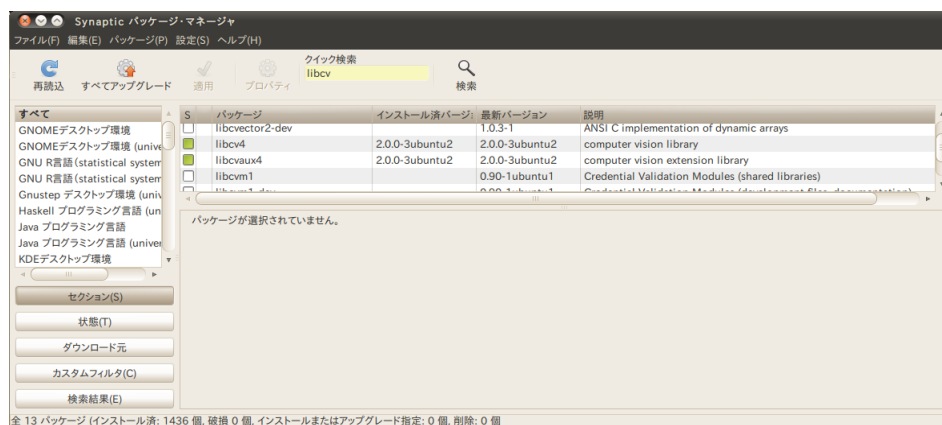 Synaptic パッケージ・マネージャ
ファイル(F) 編集(E) パッケージ(P) 設定(S) ヘルプ(H)
再読込 すべてアップグレード 適用 プロパティ クイック検索 検索
libcv
すべて
GNOMEデスクトップ環境
GNOMEデスクトップ環境 (unive
GNU R言語(statistical system
GNU R言語(statistical system
Gnustep デスクトップ環境 (univ
Haskell プログラミング言語 (un
Java プログラミング言語
Java プログラミング言語 (univer
KDEデスクトップ環境
セクション(S)
状態(T)
ダウンロード元
カスタムフィルタ(C)
検索結果(E)
S パッケージ インストール済バージ: 最新バージョン 説明
libcvector2-dev 1.0.3-1 ANSI C implementation of dynamic arrays
libcv4 2.0.0-3ubuntu2 2.0.0-3ubuntu2 computer vision library
libcvaux4 2.0.0-3ubuntu2 2.0.0-3ubuntu2 computer vision extension library
libcvm1 0.90-1ubuntu1 Credential Validation Modules (shared libraries)
libcvm1-dev 0.90-1ubuntu1 Credential Validation Modules (development files, documentation)
パッケージが選択されていません。
全 13 パッケージ (インストール済: 1436 個, 破損 0 個, インストールまたはアップグレード指定: 0 個, 削除: 0 個